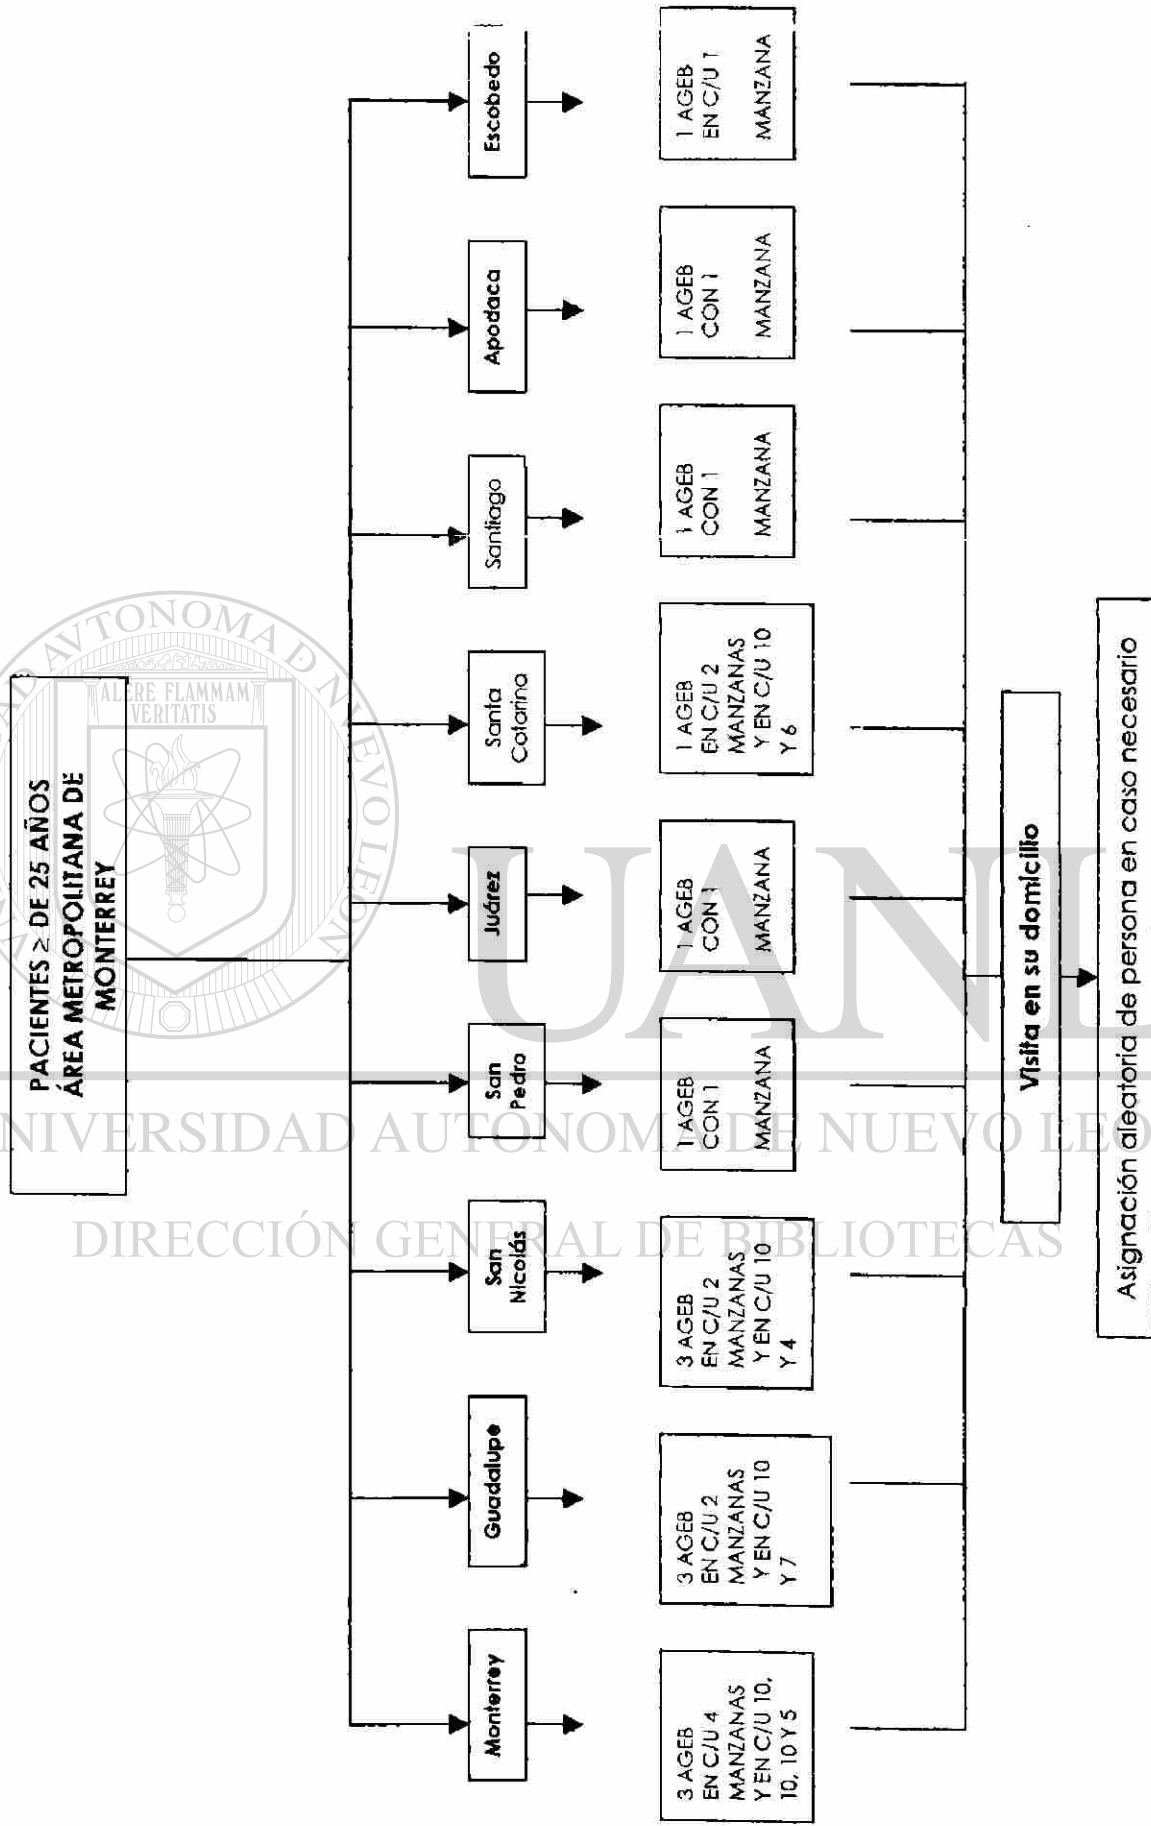 PACIENTES ≥ DE 25 AÑOS
ÁREA METROPOLITANA DE
MONTERREY
Monterrey
Guadalupe
San
Nicolás
San
Pedro
Juárez
Santa
Catarina
Santiago
Apodaca
Escobedo
3 AGEB
EN C/U 4
MANZANAS
Y EN C/U 10,
10, 10 Y 5
3 AGEB
EN C/U 2
MANZANAS
Y EN C/U 10
Y 7
3 AGEB
EN C/U 2
MANZANAS
Y EN C/U 10
Y 4
1 AGEB
CON 1
MANZANA
1 AGEB
CON 1
MANZANA
1 AGEB
EN C/U 2
MANZANAS
Y EN C/U 10
Y 6
1 AGEB
CON 1
MANZANA
1 AGEB
CON 1
MANZANA
1 AGEB
EN C/U 1
MANZANA
Visita en su domicilio
Asignación aleatoria de persona en caso necesario
ALERE FLAMMAM
VERITATIS
UANL
DIRECCIÓN GENERAL DE BIBLIOTECAS